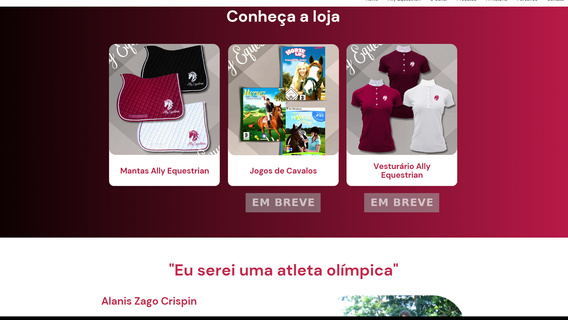 Conheça a loja
Mantas Ally Equestrian
Jogos de Cavalos
Vesturário Ally
Equestrian
EM BREVE
EM BREVE
"Eu serei uma atleta olímpica"
Alanis Zago Crispin